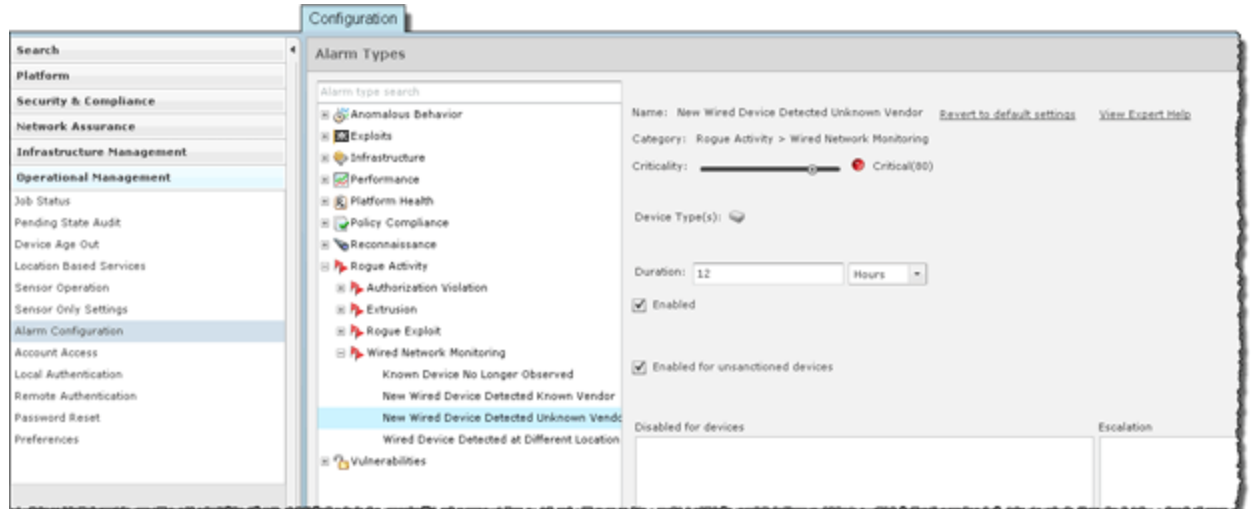 Configuration
Search
Platform
Security & Compliance
Network Assurance
Infrastructure Management
Operational Management
Job Status
Pending State Audit
Device Age Out
Location Based Services
Sensor Operation
Sensor Only Settings
Alarm Configuration
Account Access
Local Authentication
Remote Authentication
Password Reset
Preferences
Alarm Types
Alarm type search
Anomalous Behavior
Exploits
Infrastructure
Performance
Platform Health
Policy Compliance
Reconnaissance
Rogue Activity
Authorization Violation
Extrusion
Rogue Exploit
Wired Network Monitoring
Known Device No Longer Observed
New Wired Device Detected Known Vendor
New Wired Device Detected Unknown Vendo
Wired Device Detected at Different Location
Vulnerabilities
Name: New Wired Device Detected Unknown Vendor Revert to default settings View Expert Help
Category: Rogue Activity > Wired Network Monitoring
Criticality: Critical(80)
Device Type(s):
Duration: 12 Hours
Enabled
Enabled for unsanctioned devices
Disabled for devices Escalation